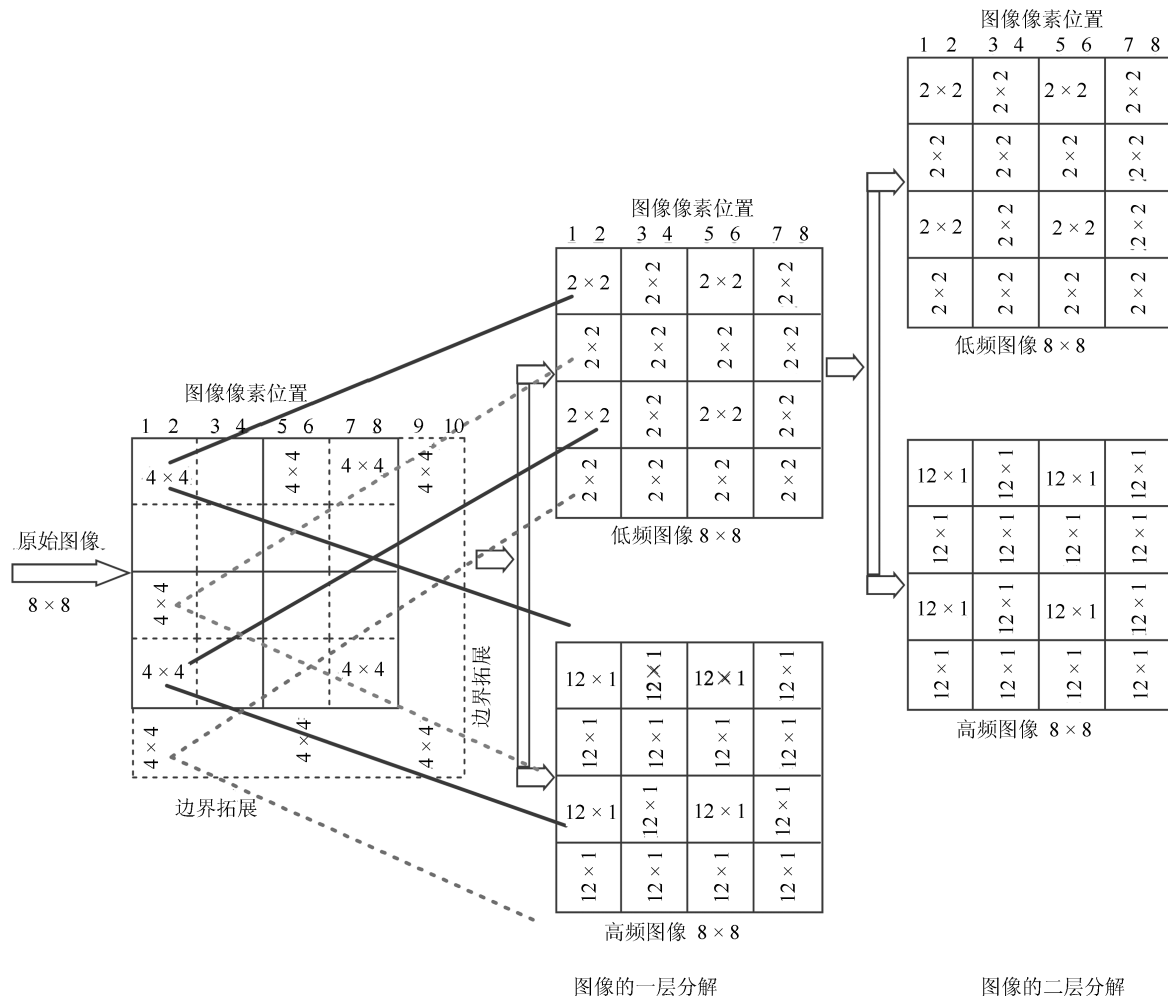 图像像素位置
1 2 3 4 5 6 7 8
2 × 2 2 × 2 2 × 2 2 × 2
2 × 2 2 × 2 2 × 2 2 × 2
2 × 2 2 × 2 2 × 2 2 × 2
2 × 2 2 × 2 2 × 2 2 × 2
低频图像 8 × 8
图像像素位置
1 2 3 4 5 6 7 8
2 × 2 2 × 2 2 × 2 2 × 2
2 × 2 2 × 2 2 × 2 2 × 2
2 × 2 2 × 2 2 × 2 2 × 2
2 × 2 2 × 2 2 × 2 2 × 2
低频图像 8 × 8
图像像素位置
1 2 3 4 5 6 7 8 9 10
4 × 4 4 × 4 4 × 4 4 × 4
原始图像
8 × 8
4 × 4
4 × 4 4 × 4
4 × 4 4 × 4 4 × 4
边界拓展
边界拓展
12 × 1 12 × 1 12 × 1 12 × 1
12 × 1 12 × 1 12 × 1 12 × 1
12 × 1 12 × 1 12 × 1 12 × 1
12 × 1 12 × 1 12 × 1 12 × 1
高频图像 8 × 8
12 × 1 12 × 1 12 × 1 12 × 1
12 × 1 12 × 1 12 × 1 12 × 1
12 × 1 12 × 1 12 × 1 12 × 1
12 × 1 12 × 1 12 × 1 12 × 1
高频图像 8 × 8
图像的一层分解
图像的二层分解